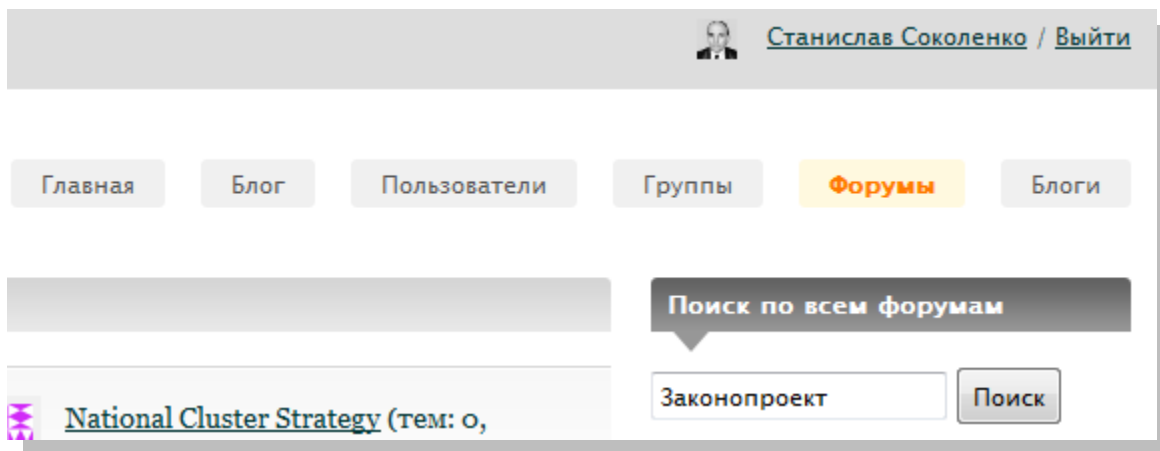 Станислав Соколенко / Выйти
Главная Блог Пользователи Группы Форумы Блоги
Поиск по всем форумам
Законопроект Поиск
National Cluster Strategy (тем: 0,